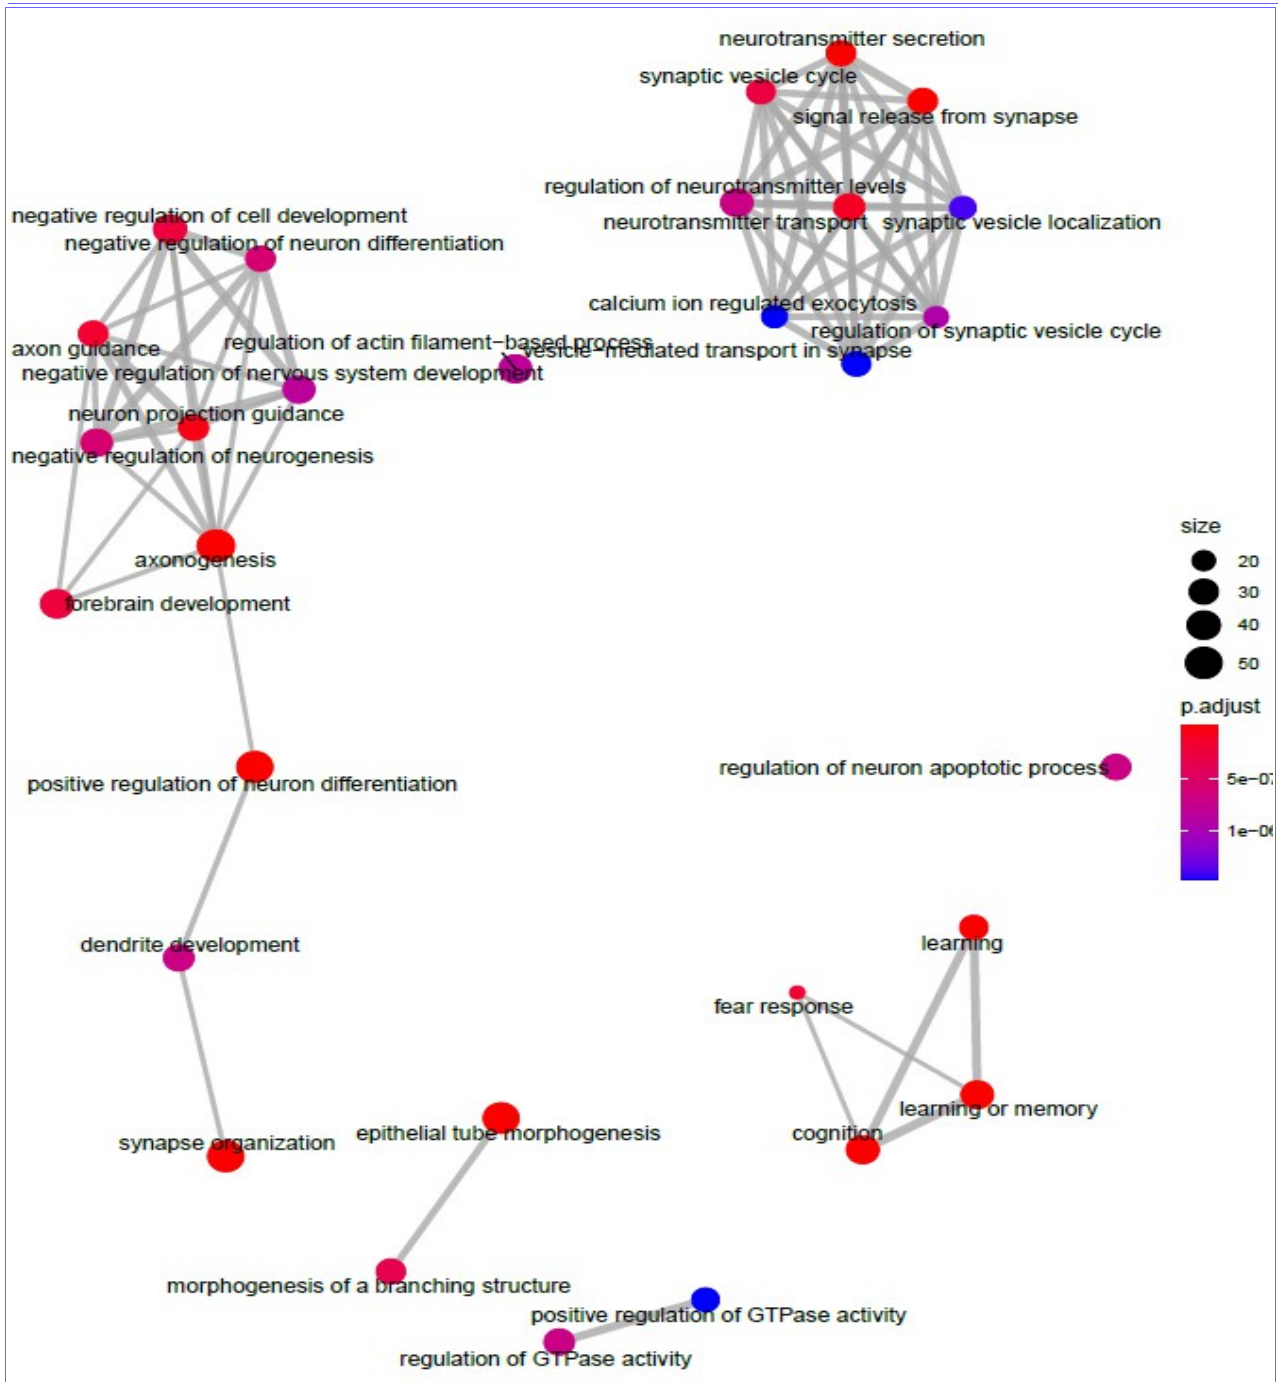 neurotransmitter secretion
synaptic vesicle cycle
signal release from synapse
regulation of neurotransmitter levels
neurotransmitter transport
synaptic vesicle localization
negative regulation of cell development
negative regulation of neuron differentiation
calcium ion regulated exocytosis
regulation of synaptic vesicle cycle
axon guidance
regulation of actin filament−based process
vesicle−mediated transport in synapse
negative regulation of nervous system development
neuron projection guidance
negative regulation of neurogenesis
axonogenesis
forebrain development
size
20
30
40
50
p.adjust
5e−07
1e−06
positive regulation of neuron differentiation
regulation of neuron apoptotic process
dendrite development
learning
fear response
learning or memory
cognition
synapse organization
epithelial tube morphogenesis
morphogenesis of a branching structure
positive regulation of GTPase activity
regulation of GTPase activity